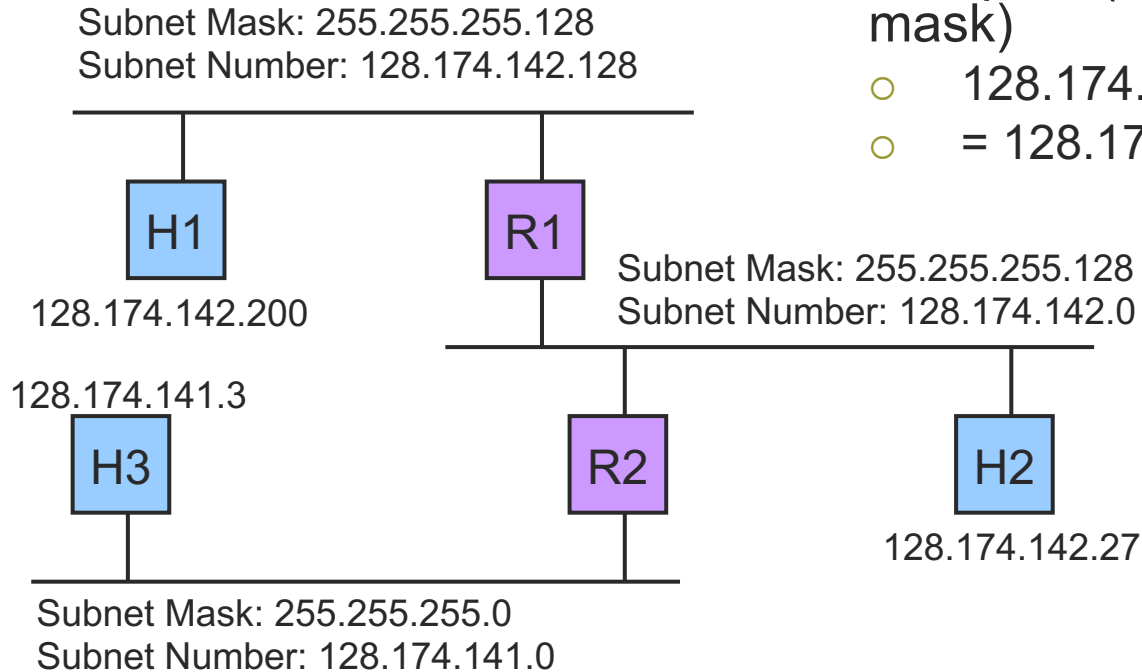 Subnet Mask: 255.255.255.128
Subnet Number: 128.174.142.128
mask)
128.174.
= 128.17
H1
R1
128.174.142.200
Subnet Mask: 255.255.255.128
Subnet Number: 128.174.142.0
128.174.141.3
H3
R2
H2
128.174.142.27
Subnet Mask: 255.255.255.0
Subnet Number: 128.174.141.0